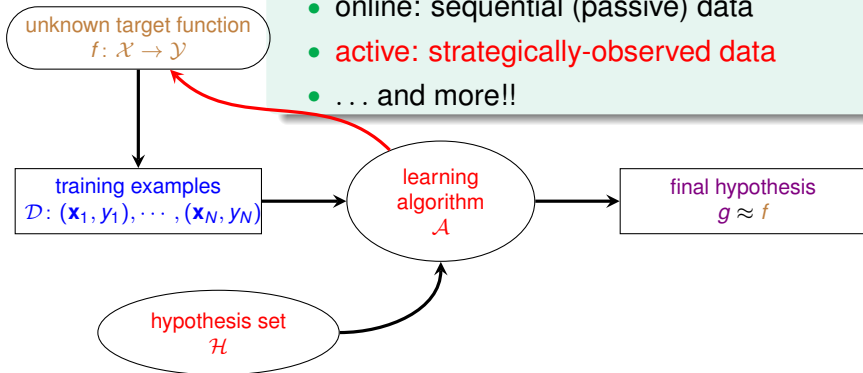 • online: sequential (passive) data
• active: strategically-observed data
• . . . and more!!
unknown target function
f : 𝒳 → 𝒴
training examples
𝒟 : (x₁, y₁), · · · , (x_N, y_N)
learning
algorithm
𝒜
final hypothesis
g ≈ f
hypothesis set
ℋ